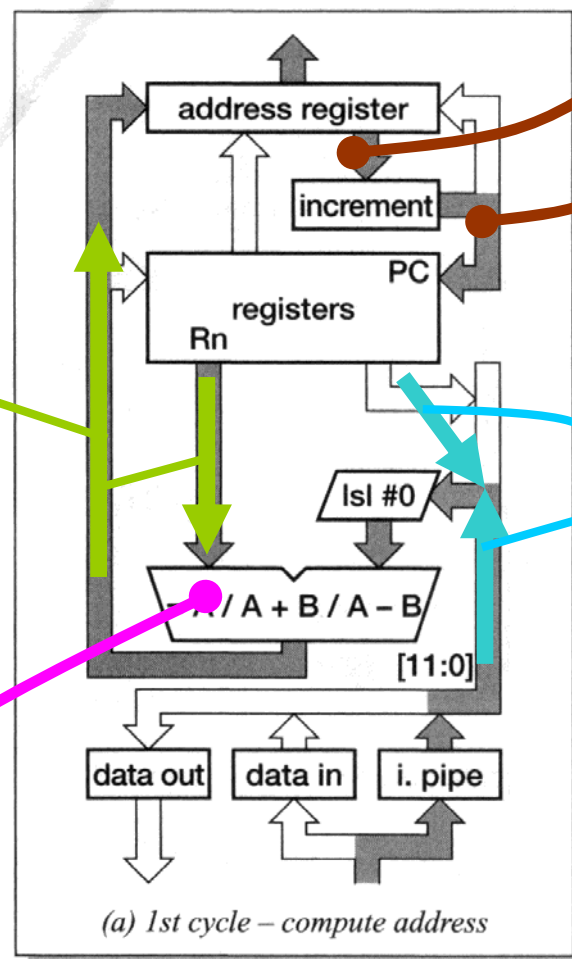 address register
increment
PC
registers
Rn
lsl #0
A / A + B / A – B
[11:0]
data out
data in
i. pipe
(a) 1st cycle – compute address